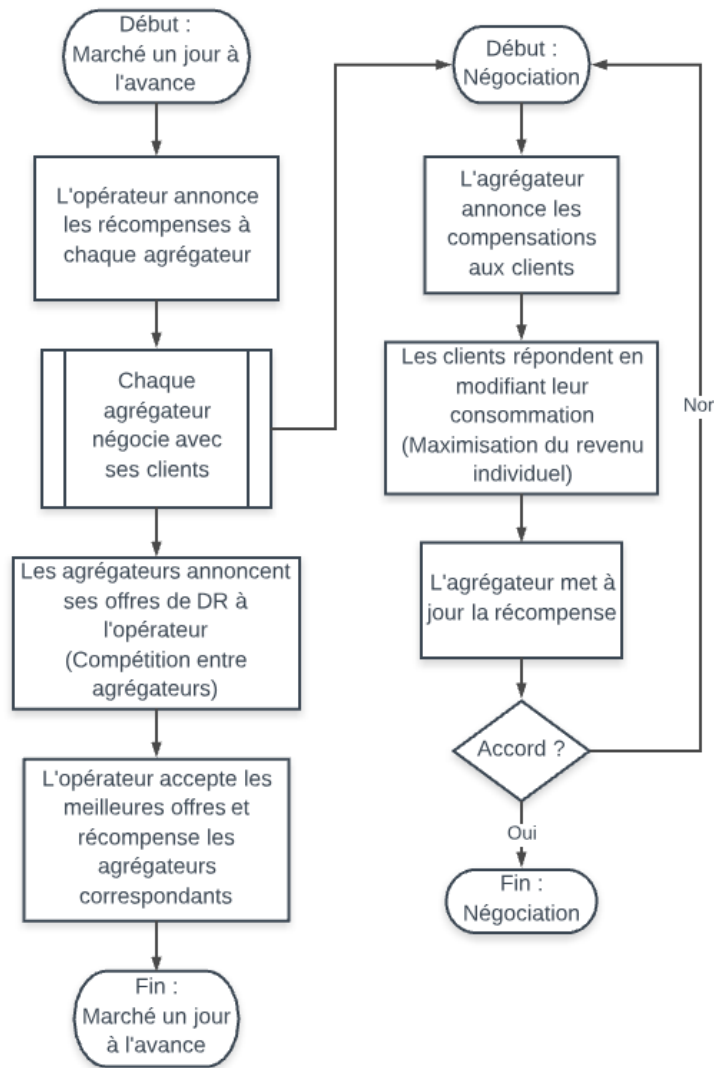 Début :
Marché un jour à
l'avance
L'opérateur annonce
les récompenses à
chaque agrégateur
Chaque
agrégateur
négocie avec
ses clients
Les agrégateurs annoncent
ses offres de DR à
l'opérateur
(Compétition entre
agrégateurs)
L'opérateur accepte les
meilleures offres et
récompense les
agrégateurs
correspondants
Fin :
Marché un jour
à l'avance
Début :
Négociation
L'agrégateur
annonce les
compensations
aux clients
Les clients répondent en
modifiant leur
consommation
(Maximisation du revenu
individuel)
L'agrégateur met à
jour la récompense
Accord ?
Nor
Oui
Fin :
Négociation